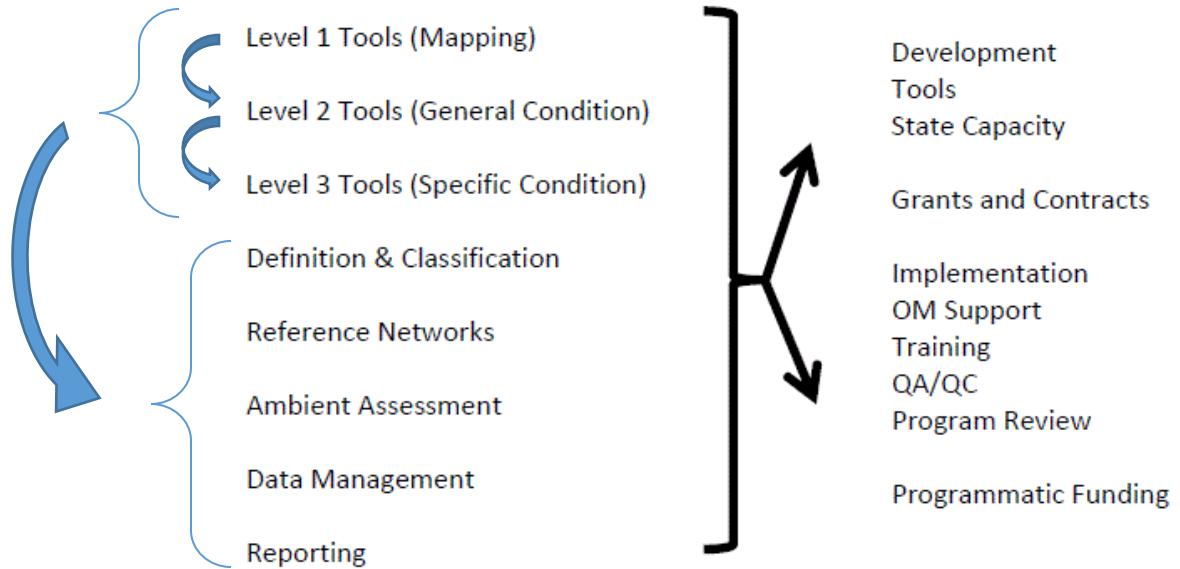 Level 1 Tools (Mapping)
Level 2 Tools (General Condition)
Level 3 Tools (Specific Condition)
Definition & Classification
Reference Networks
Ambient Assessment
Data Management
Reporting
Development
Tools
State Capacity
Grants and Contracts
Implementation
OM Support
Training
QA/QC
Program Review
Programmatic Funding